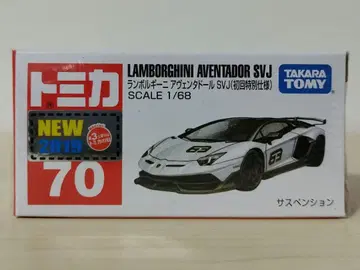 トミカ
NEW
2019
70
LAMBORGHINI AVENTADOR SVJ
ランボルギーニ アヴェンタドール SVJ(初回特別仕様)
SCALE 1/68
TAKARA
TOMY
63
63
サスペンション